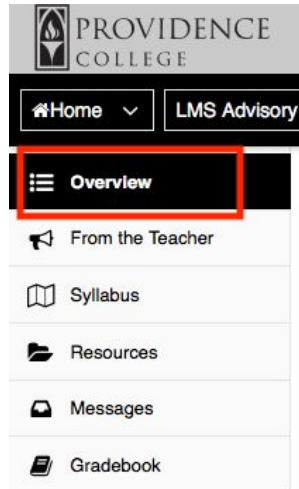 PROVIDENCE
COLLEGE
Home
LMS Advisory
Overview
From the Teacher
Syllabus
Resources
Messages
Gradebook